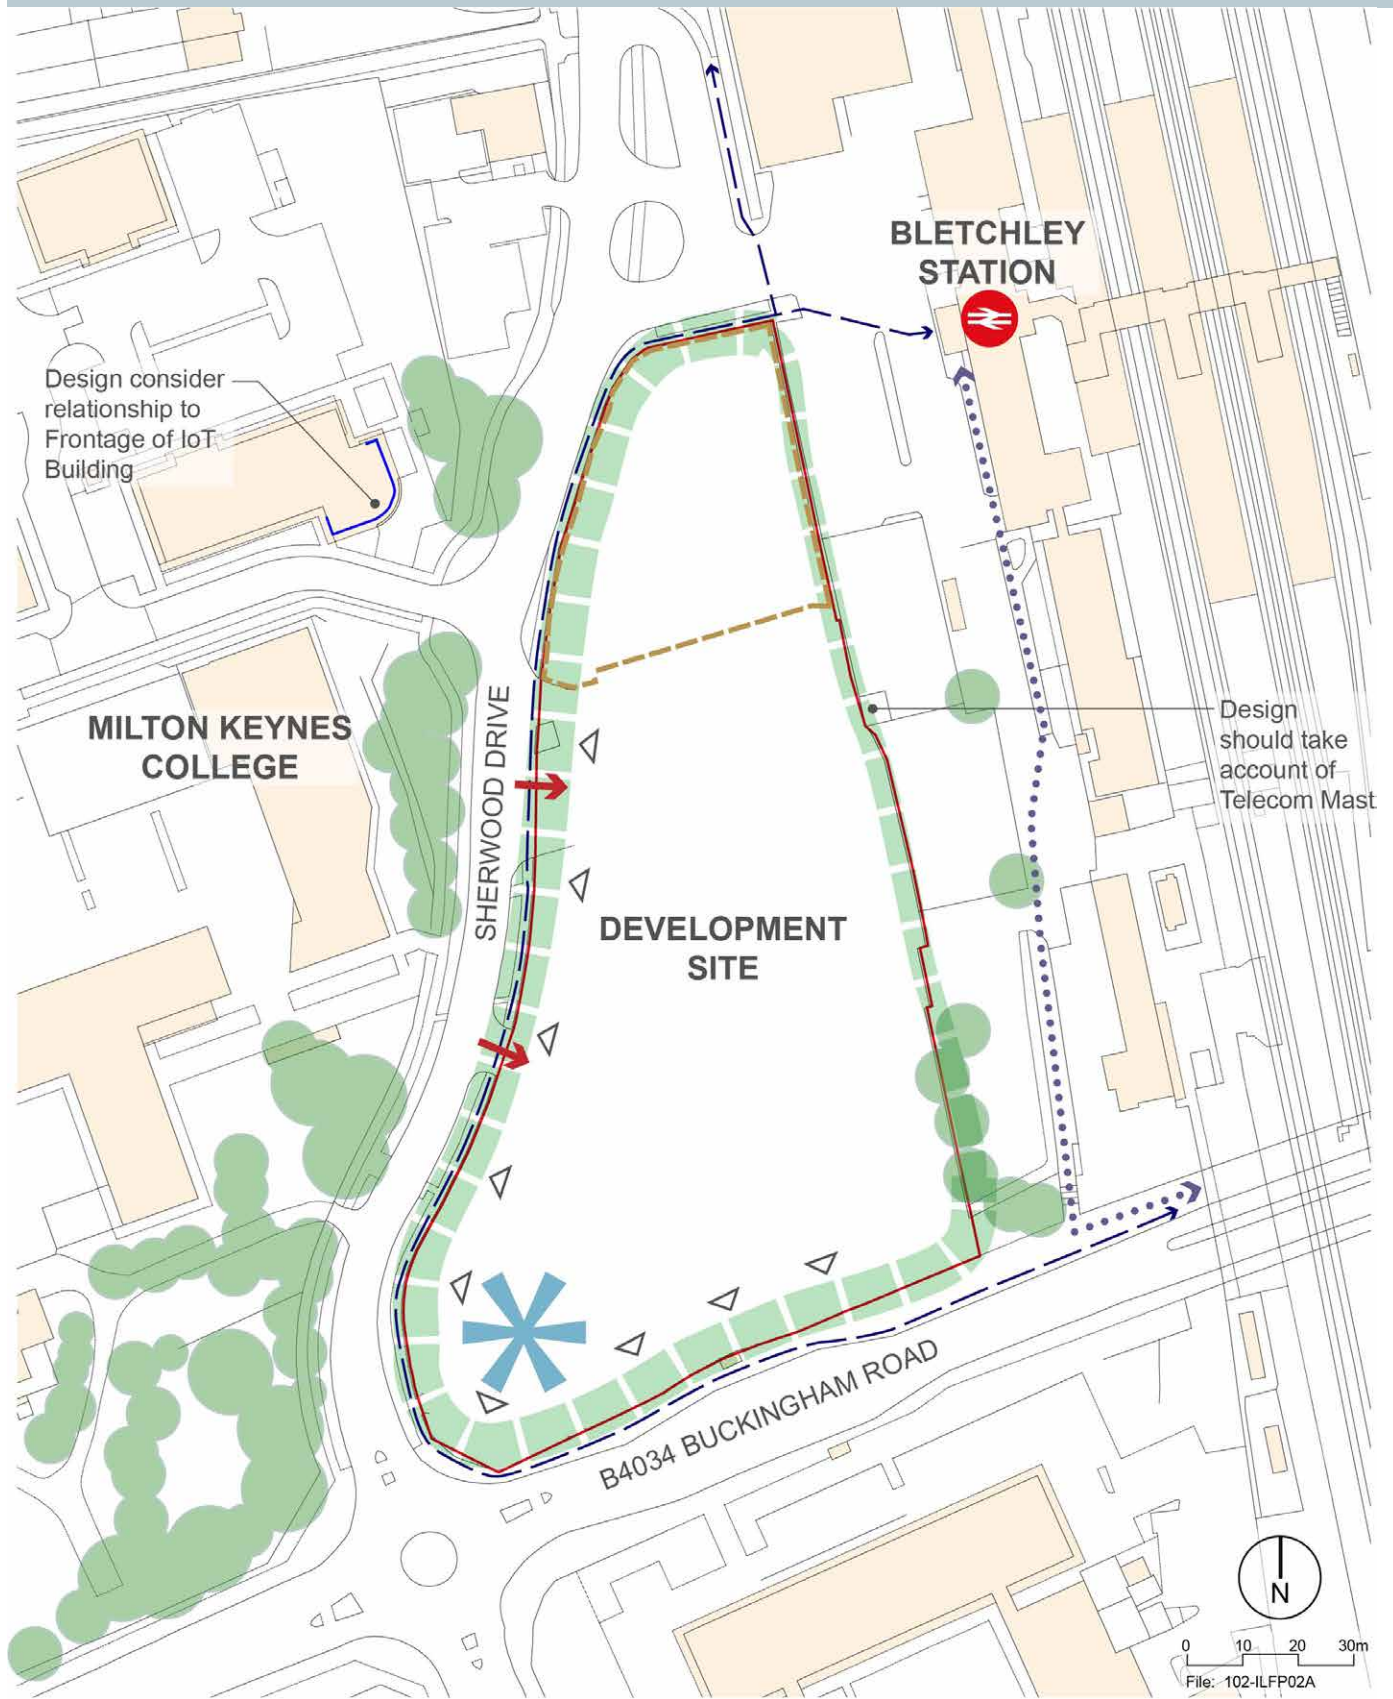 BLETCHLEY
STATION
Design consider
relationship to
Frontage of IoT
Building
MILTON KEYNES
COLLEGE
SHERWOOD DRIVE
Design
should take
account of
Telecom Mast
DEVELOPMENT
SITE
B4034 BUCKINGHAM ROAD
N
0 10 20 30m
File: 102-ILFP02A